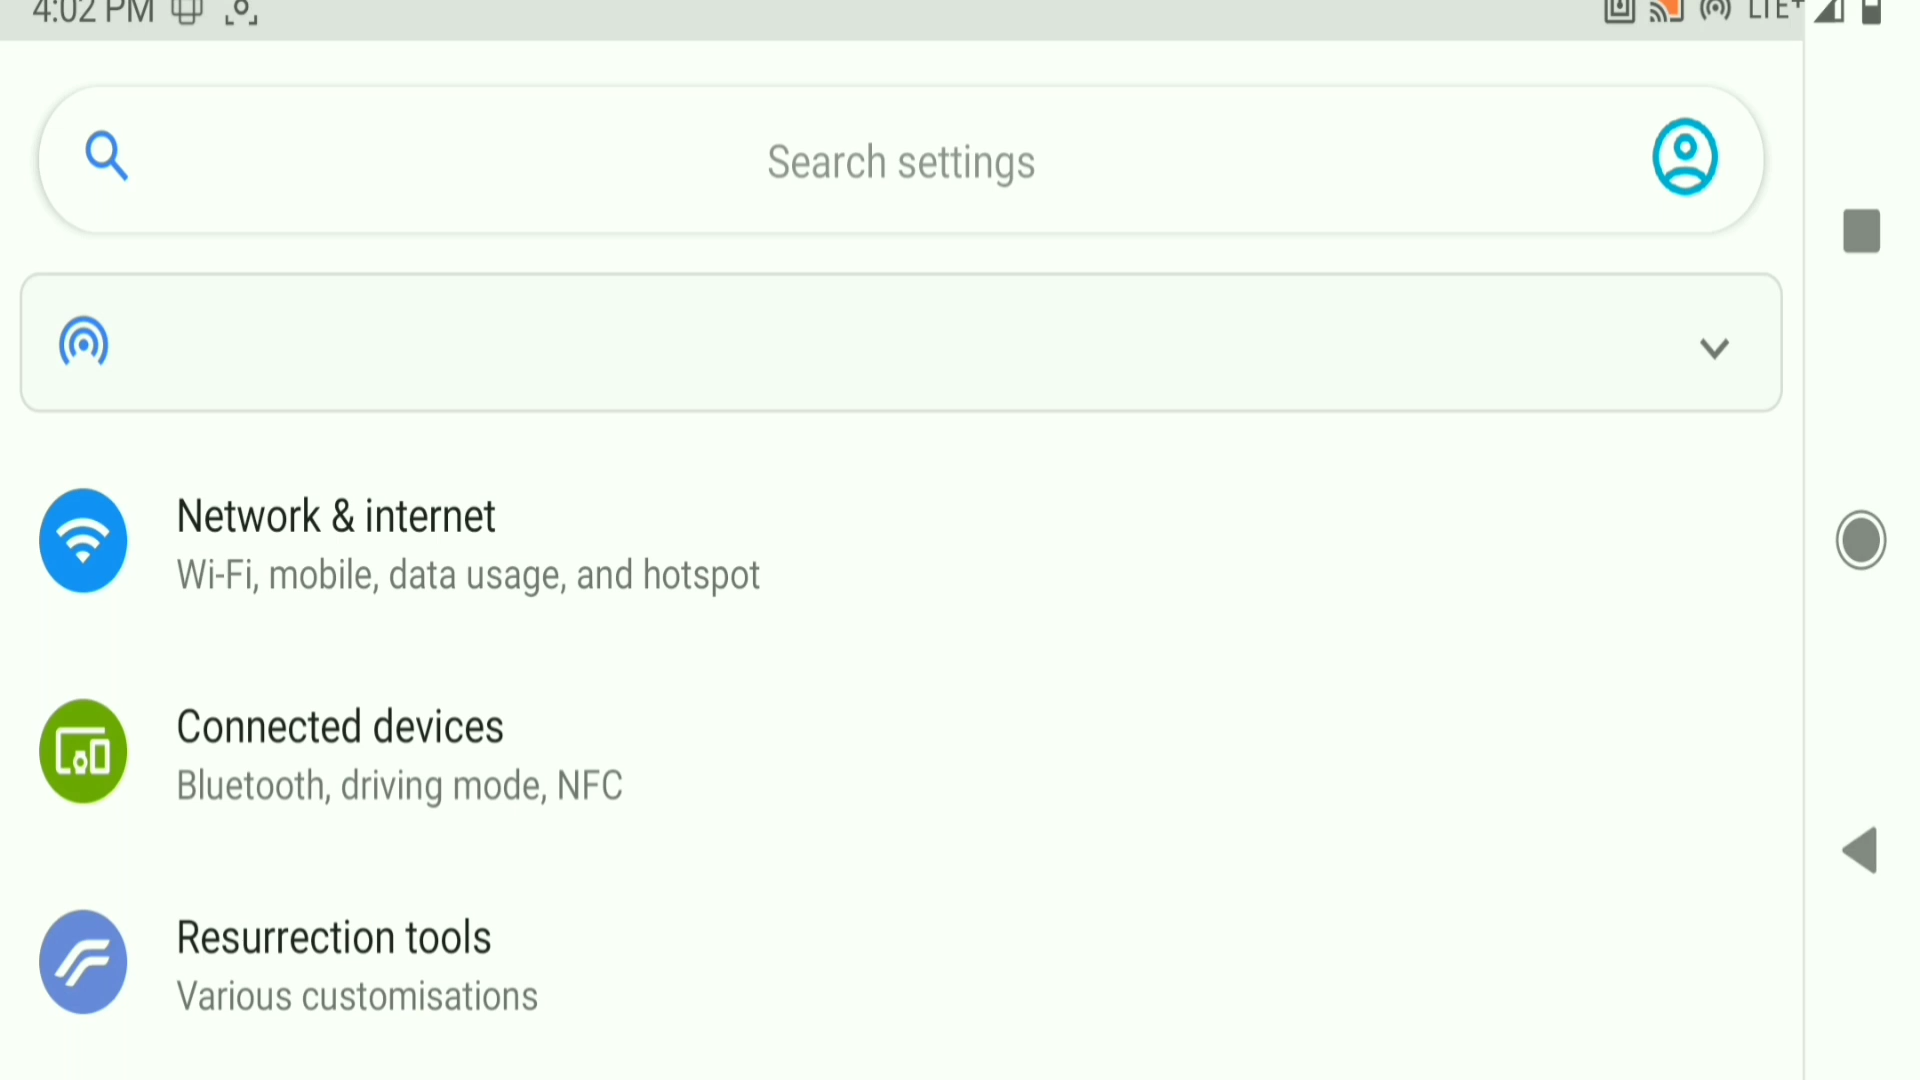 4:02 PM
LTE+
Search settings
Network & internet
Wi-Fi, mobile, data usage, and hotspot
Connected devices
Bluetooth, driving mode, NFC
Resurrection tools
Various customisations